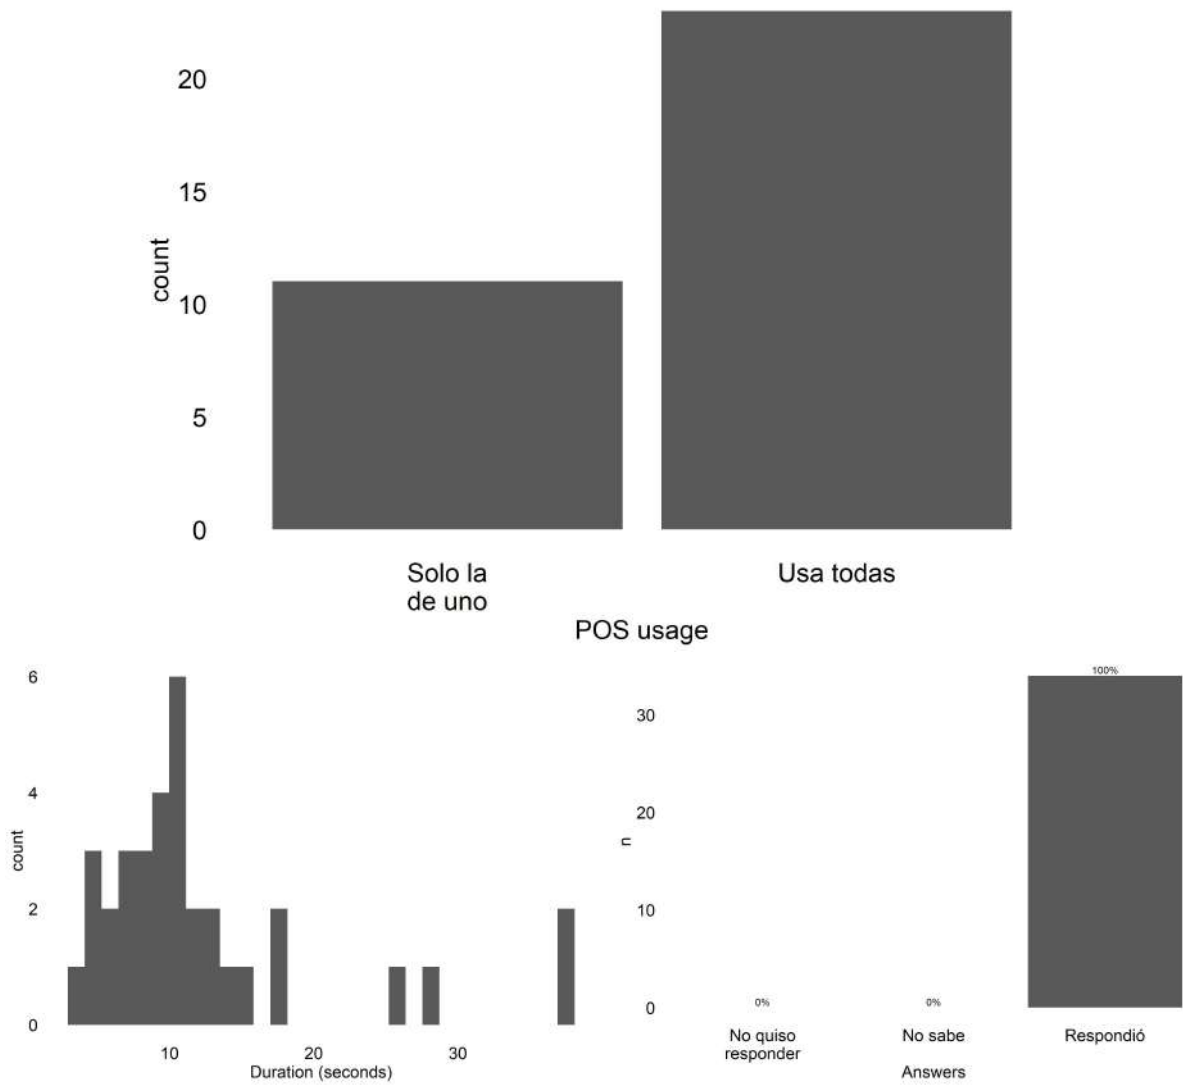 20
15
10
5
0
count
Solo la
de uno
Usa todas
POS usage
6
4
2
0
count
10
20
30
Duration (seconds)
100%
30
20
10
0
n
0%
0%
No quiso
responder
No sabe
Respondió
Answers